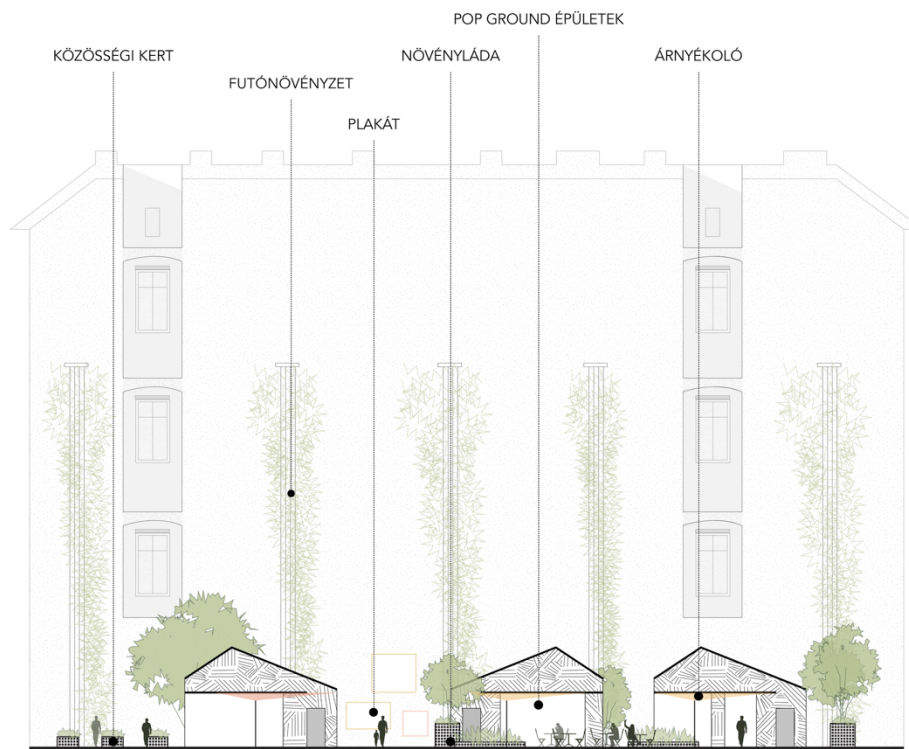 POP GROUND ÉPÜLETEK
KÖZÖSSÉGI KERT
NÖVÉNYLÁDA
ÁRNYÉKOLÓ
FUTÓNÖVÉNYZET
PLAKÁT